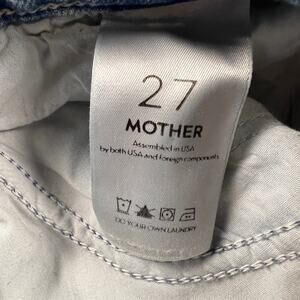 27
MOTHER
Assembled in USA
by both USA and foreign components
DO YOUR OWN LAUNDRY